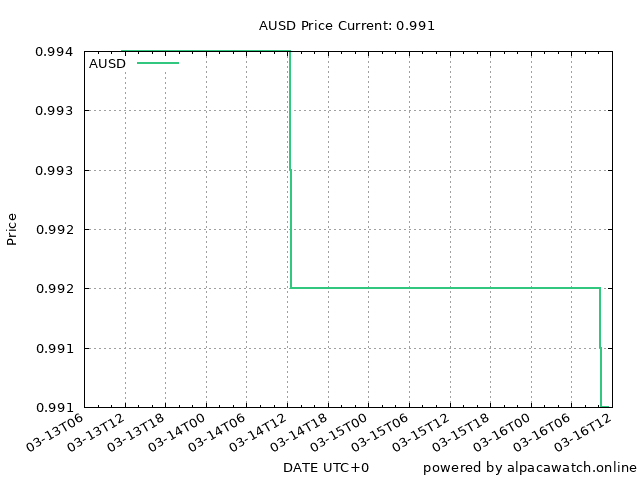 AUSD Price Current: 0.991
AUSD
0.994
0.993
0.993
0.992
0.992
0.991
0.991
Price
03-13T06
03-13T12
03-13T18
03-14T00
03-14T06
03-14T12
03-14T18
03-15T00
03-15T06
03-15T12
03-15T18
03-16T00
03-16T06
03-16T12
DATE UTC+0
powered by alpacawatch.online